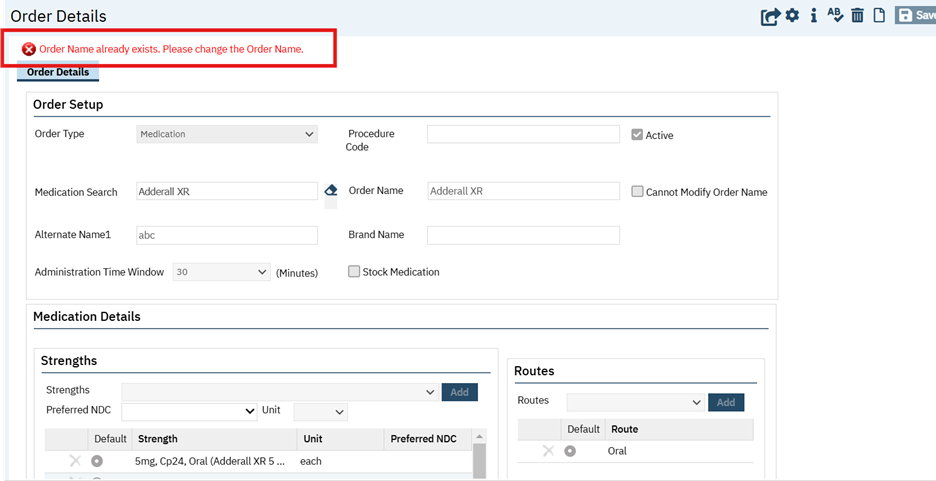 Order Details
AB
Save
Order Name already exists. Please change the Order Name.
Order Details
Order Setup
Order Type Medication Procedure Code Active
Medication Search Adderall XR Order Name Adderall XR Cannot Modify Order Name
Alternate Name1 abc Brand Name
Administration Time Window 30 (Minutes) Stock Medication
Medication Details
Strengths
Strengths Add
Preferred NDC Unit
Default Strength Unit Preferred NDC
5mg, Cp24, Oral (Adderall XR 5 ... each
Routes
Routes Add
Default Route
Oral